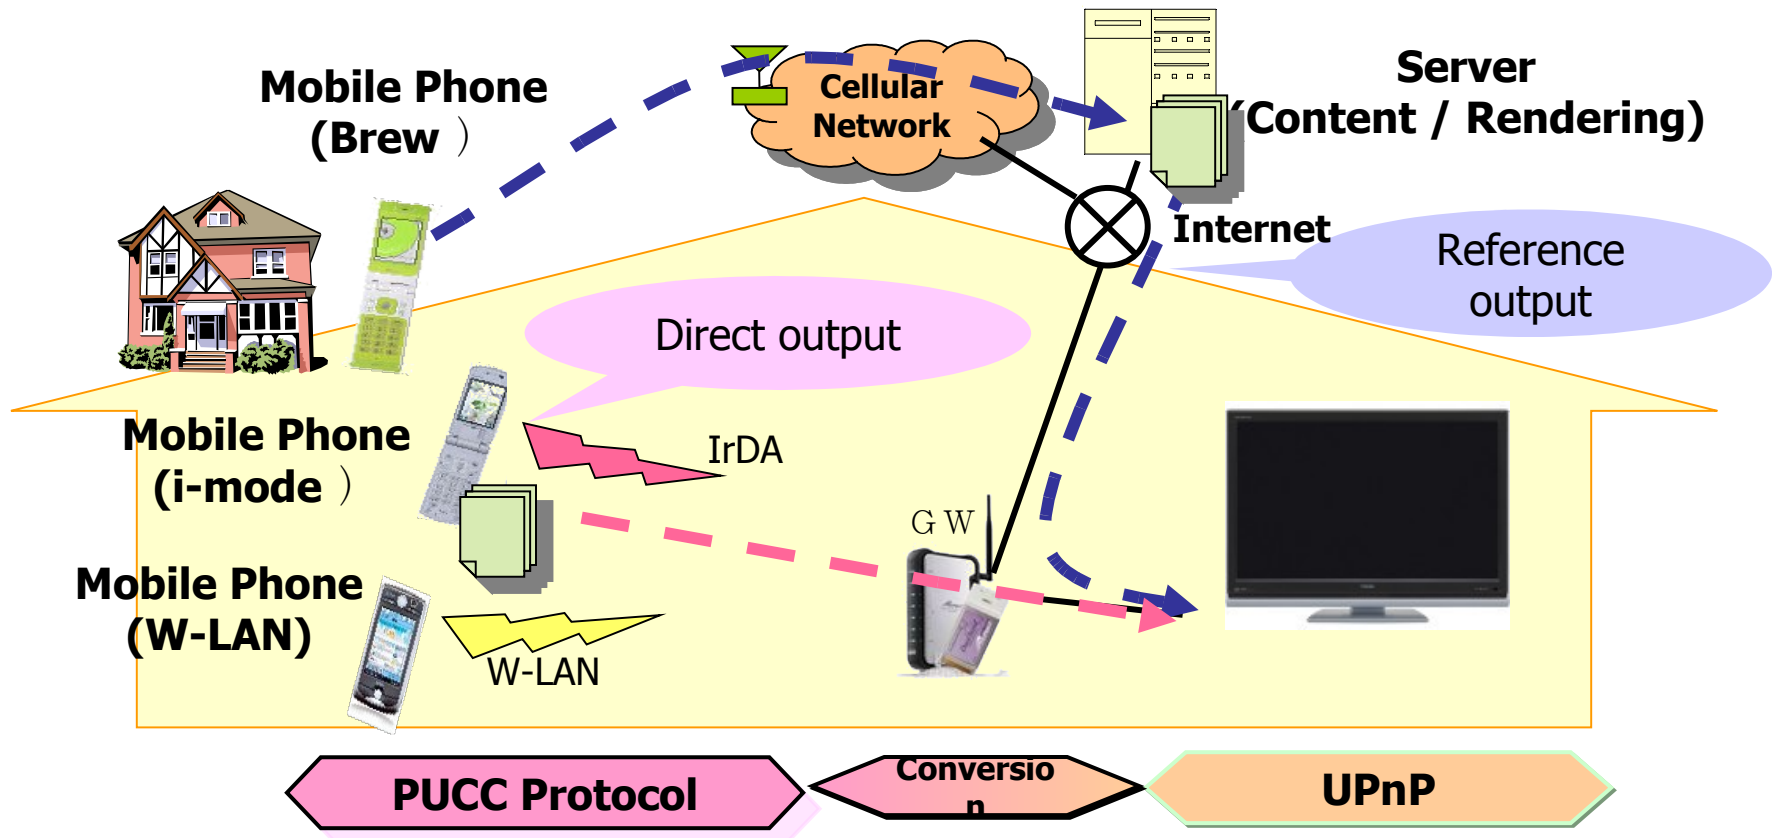 Mobile Phone
(Brew ）
Cellular
Network
Server
(Content / Rendering)
Internet
Reference
output
Direct output
Mobile Phone
(i-mode ）
IrDA
ＧＷ
Mobile Phone
(W-LAN)
W-LAN
PUCC Protocol
Conversio
n
UPnP